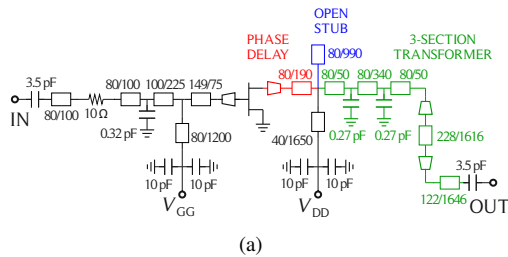 OPEN
STUB
PHASE
DELAY
3-SECTION
TRANSFORMER
80/990
3.5 pF
80/100
100/225
149/75
80/190
80/50
80/340
80/50
IN
80/100
10 Ω
0.32 pF
0.27 pF
0.27 pF
80/1200
40/1650
228/1616
10 pF
10 pF
10 pF
10 pF
3.5 pF
V GG
V DD
122/1646
OUT
(a)